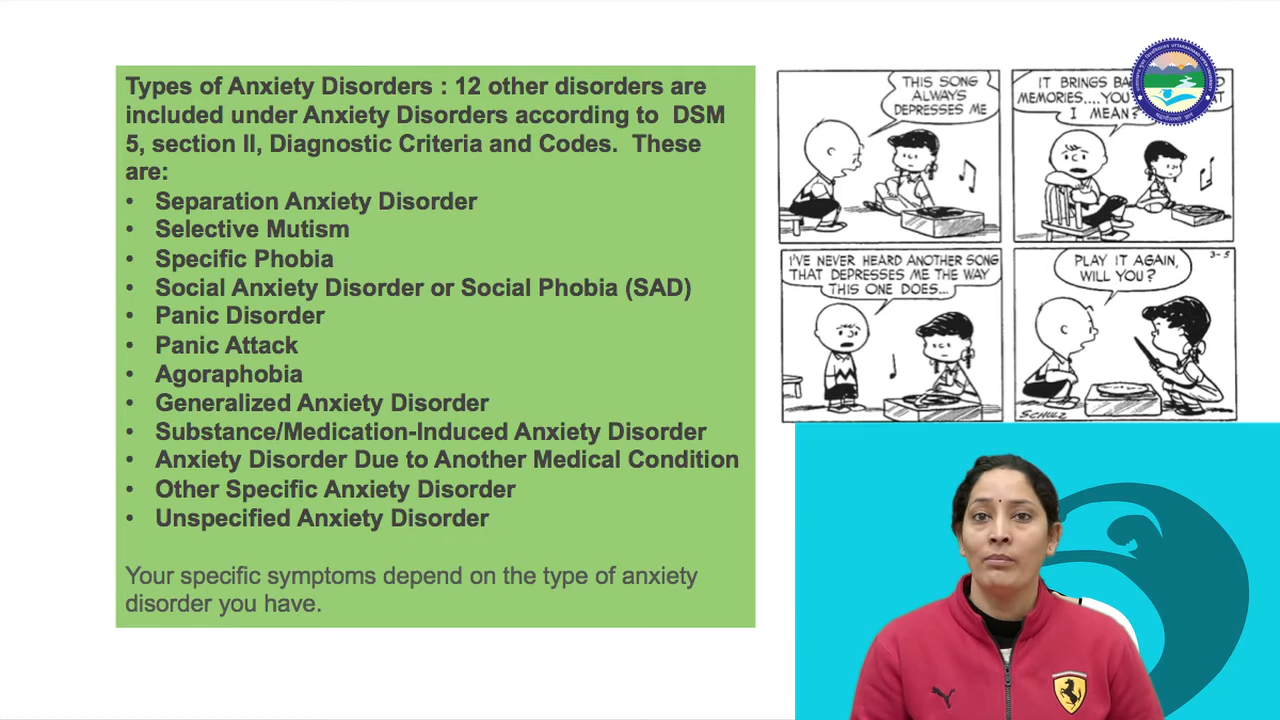 Types of Anxiety Disorders : 12 other disorders are
included under Anxiety Disorders according to DSM
5, section II, Diagnostic Criteria and Codes. These
are:
• Separation Anxiety Disorder
• Selective Mutism
• Specific Phobia
• Social Anxiety Disorder or Social Phobia (SAD)
• Panic Disorder
• Panic Attack
• Agoraphobia
• Generalized Anxiety Disorder
• Substance/Medication-Induced Anxiety Disorder
• Anxiety Disorder Due to Another Medical Condition
• Other Specific Anxiety Disorder
• Unspecified Anxiety Disorder
Your specific symptoms depend on the type of anxiety
disorder you have.
THIS SONG
ALWAYS
DEPRESSES ME
IT BRINGS
MEMORIES....
I MEAN?
I'VE NEVER HEARD ANOTHER SONG
THAT DEPRESSES ME THE WAY
THIS ONE DOES...
PLAY IT AGAIN,
WILL YOU?
3-5
SCHULZ